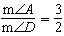 m∠A/m∠D = 3/2